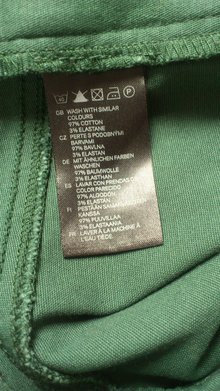 GB WASH WITH SIMILAR
COLOURS
97% COTTON
3% ELASTANE
CZ PERTE S PODOBNÝMI
BARVAMI
97% BAVLNA
3% ELASTAN
DE MIT ÄHNLICHEN FARBEN
WASCHEN
97% BAUMWOLLE
3% ELASTHAN
ES LAVAR CON PRENDAS DE
COLOR PARECIDO
97% ALGODÓN
3% ELASTANO
FI PESTÄÄN SAMANVÄRISTEN
KANSSA
97% PUUVILLAA
3% ELASTAANIA
FR LAVER À LA MACHINE À
L'EAU TIÈDE